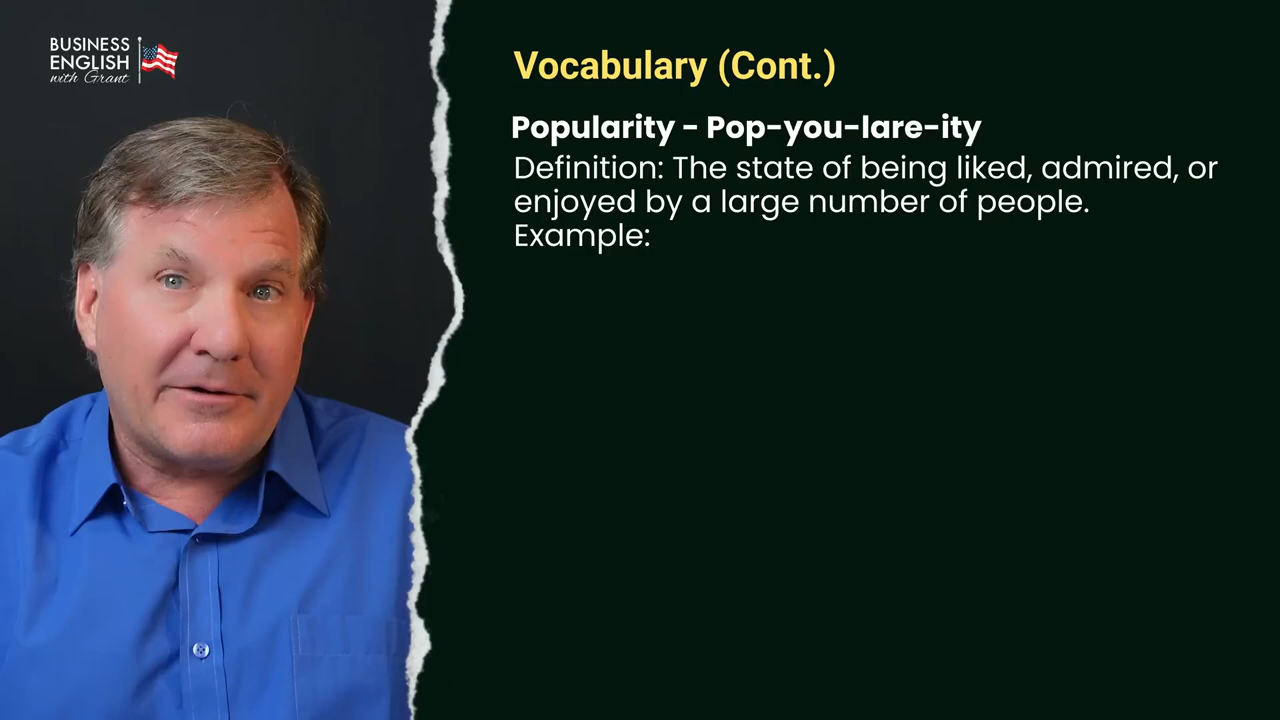 BUSINESS
ENGLISH
with Grant
Vocabulary (Cont.)
Popularity - Pop-you-lare-ity
Definition: The state of being liked, admired, or
enjoyed by a large number of people.
Example: